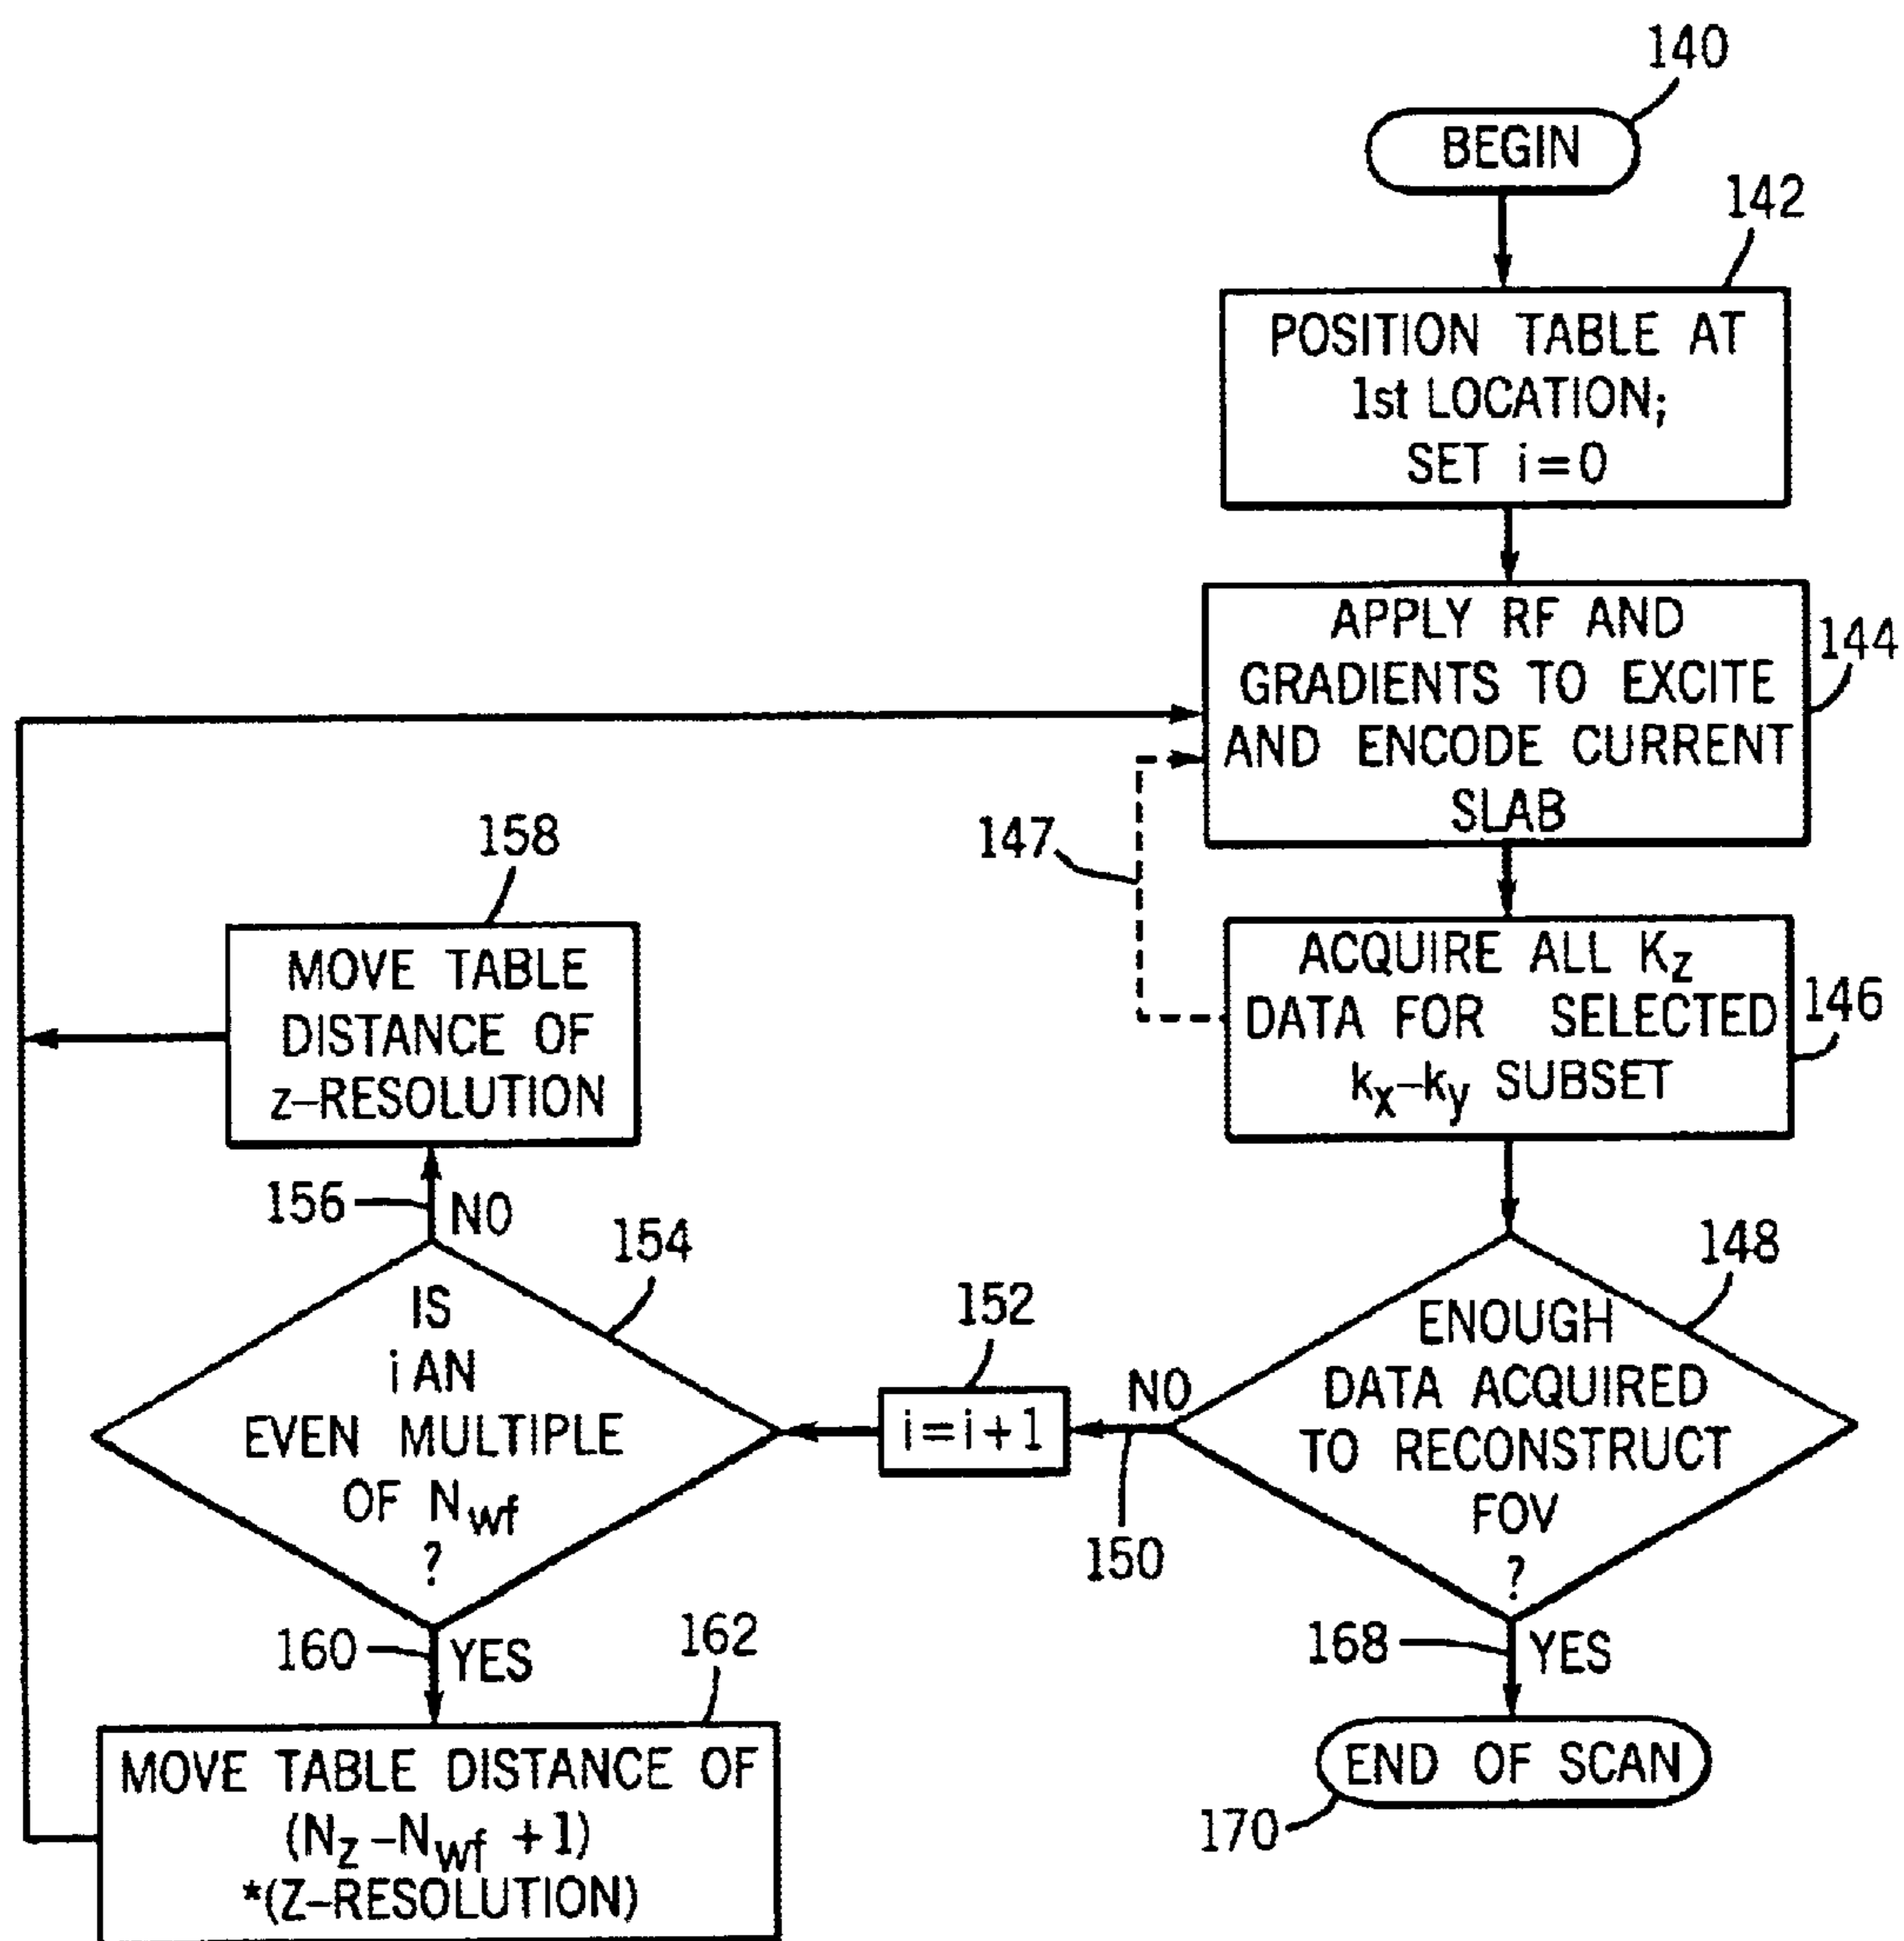 140
BEGIN
142
POSITION TABLE AT
1st LOCATION;
SET i=0
APPLY RF AND
GRADIENTS TO EXCITE
AND ENCODE CURRENT
SLAB
144
147
ACQUIRE ALL Kz
DATA FOR SELECTED
kx-ky SUBSET
146
158
MOVE TABLE
DISTANCE OF
z-RESOLUTION
156
NO
154
IS
i AN
EVEN MULTIPLE
OF Nwf
?
152
i=i+1
NO
150
148
ENOUGH
DATA ACQUIRED
TO RECONSTRUCT
FOV
?
160
YES
162
MOVE TABLE DISTANCE OF
(Nz-Nwf +1)
*(Z-RESOLUTION)
168
YES
END OF SCAN
170